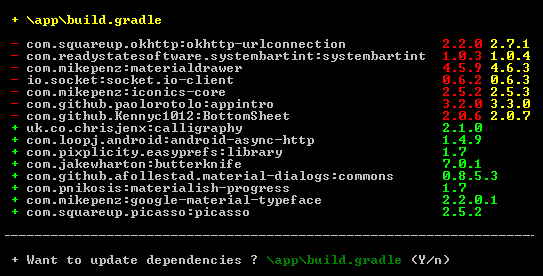 + \app\build.gradle
- com.squareup.okhttp:okhttp-urlconnection 2.2.0 2.7.1
- com.readystatesoftware.systembartint:systembartint 1.0.3 1.0.4
- com.mikepenz:materialdrawer 4.5.9 4.6.3
- io.socket:socket.io-client 0.6.2 0.6.3
- com.mikepenz:iconics-core 2.5.2 2.5.3
- com.github.paolorotolo:appintro 3.2.0 3.3.0
- com.github.Kennyc1012:BottomSheet 2.0.6 2.0.7
+ uk.co.chrisjenx:calligraphy 2.1.0
+ com.loopj.android:android-async-http 1.4.9
+ com.pixplicity.easyprefs:library 1.7
+ com.jakewharton:butterknife 7.0.1
+ com.github.afollestad.material-dialogs:commons 0.8.5.3
+ com.pnikosis:materialish-progress 1.7
+ com.mikepenz:google-material-typeface 2.2.0.1
+ com.squareup.picasso:picasso 2.5.2
+ Want to update dependencies ? \app\build.gradle (Y/n)